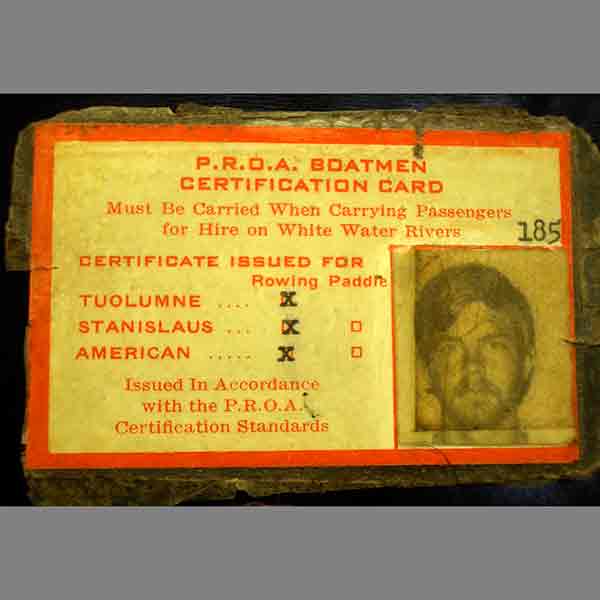 P.R.O.A. BOATMEN
CERTIFICATION CARD
Must Be Carried When Carrying Passengers
for Hire on White Water Rivers
185
CERTIFICATE ISSUED FOR
Rowing Paddle
TUOLUMNE .... X
STANISLAUS ... X □
AMERICAN ..... X □
Issued In Accordance
with the P.R.O.A.
Certification Standards